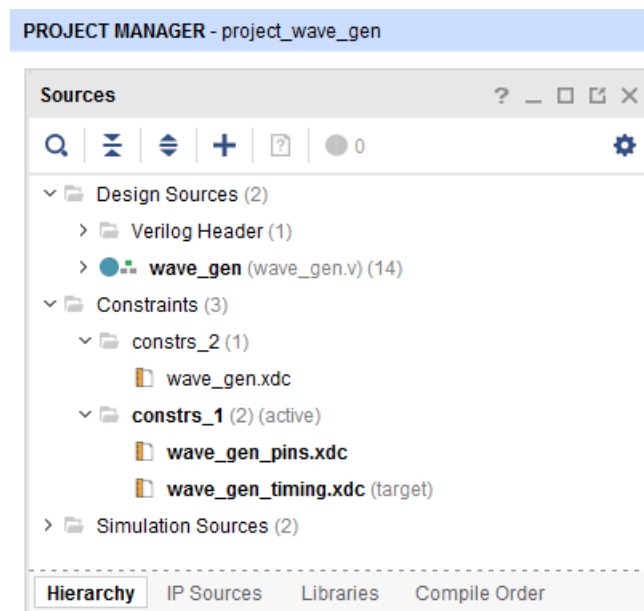 PROJECT MANAGER - project_wave_gen
Sources
? 0
Design Sources (2)
Verilog Header (1)
wave_gen (wave_gen.v) (14)
Constraints (3)
constrs_2 (1)
wave_gen.xdc
constrs_1 (2) (active)
wave_gen_pins.xdc
wave_gen_timing.xdc (target)
Simulation Sources (2)
Hierarchy IP Sources Libraries Compile Order